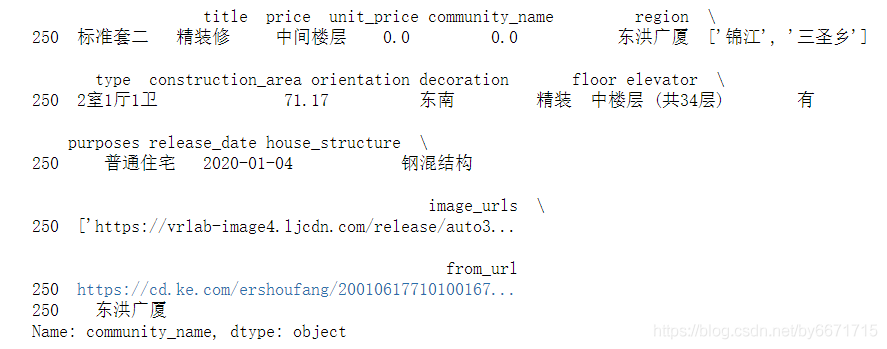 title price unit_price community_name region \
250 标准套二 精装修 中间楼层 0.0 0.0 东洪广厦 ['锦江', '三圣乡']
type construction_area orientation decoration floor elevator \
250 2室1厅1卫 71.17 东南 精装 中楼层 (共34层) 有
purposes release_date house_structure \
250 普通住宅 2020-01-04 钢混结构
image_urls \
250 ['https://vrlab-image4.ljcdn.com/release/auto3...
from_url
250 https://cd.ke.com/ershoufang/20010617710100167...
250 东洪广厦
Name: community_name, dtype: object
https://blog.csdn.net/by6671715